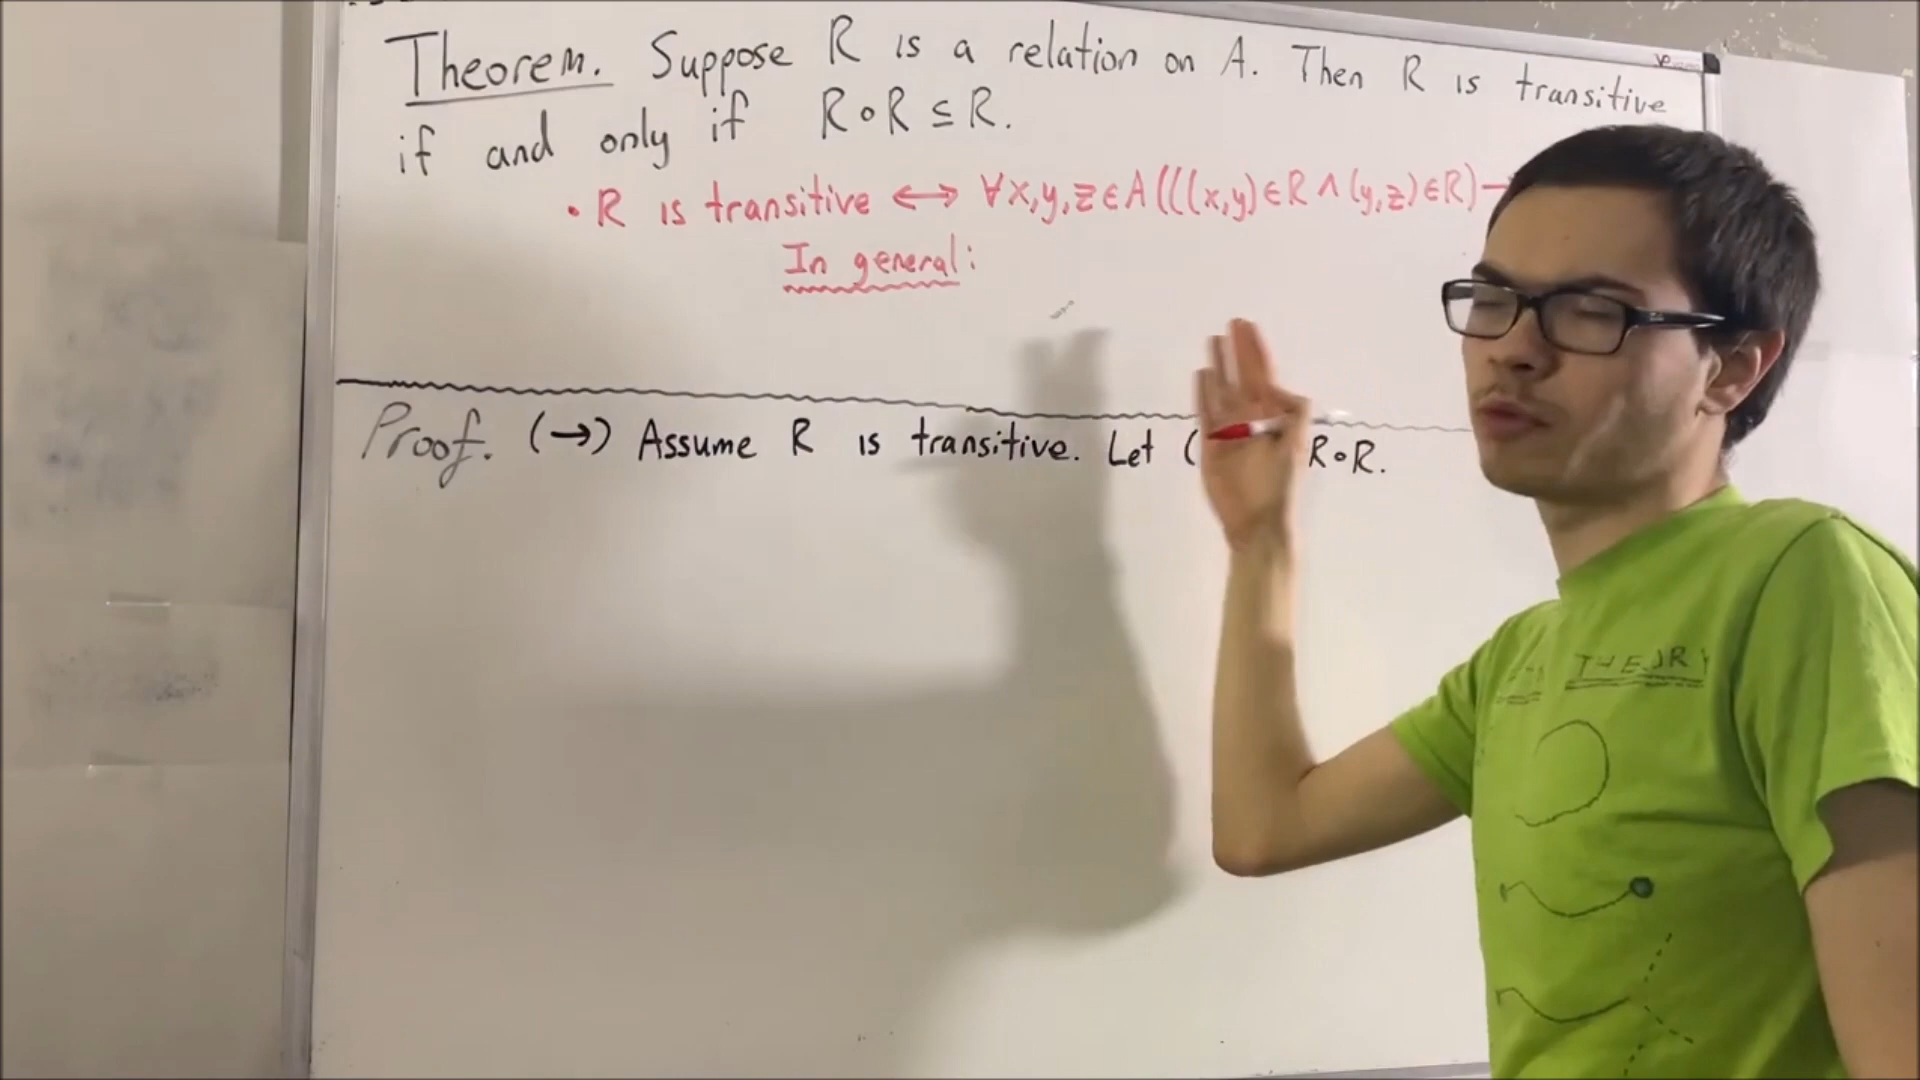 Theorem. Suppose R is a relation on A. Then R is transitive
if and only if R∘R ⊆ R.
• R is transitive ⟷ ∀x,y,z∈A(((x,y)∈R ∧ (y,z)∈R) →
In general:
Proof. (→) Assume R is transitive. Let ( R∘R.
THEORY